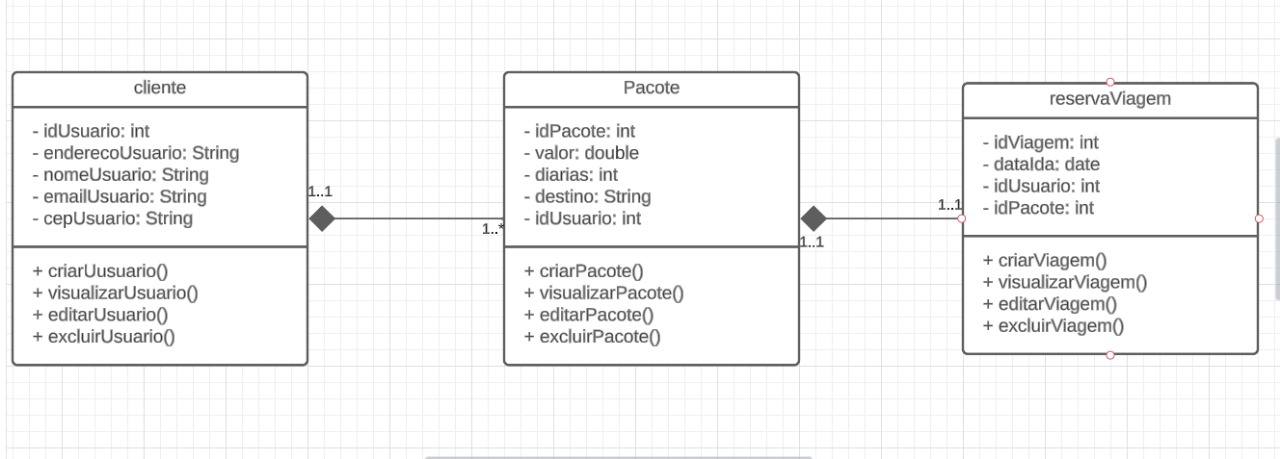 cliente
- idUsuario: int
- enderecoUsuario: String
- nomeUsuario: String
- emailUsuario: String
- cepUsuario: String
+ criarUusuario()
+ visualizarUsuario()
+ editarUsuario()
+ excluirUsuario()
1..1
1..*
Pacote
- idPacote: int
- valor: double
- diarias: int
- destino: String
- idUsuario: int
+ criarPacote()
+ visualizarPacote()
+ editarPacote()
+ excluirPacote()
1..1
1..1
reservaViagem
- idViagem: int
- dataIda: date
- idUsuario: int
- idPacote: int
+ criarViagem()
+ visualizarViagem()
+ editarViagem()
+ excluirViagem()